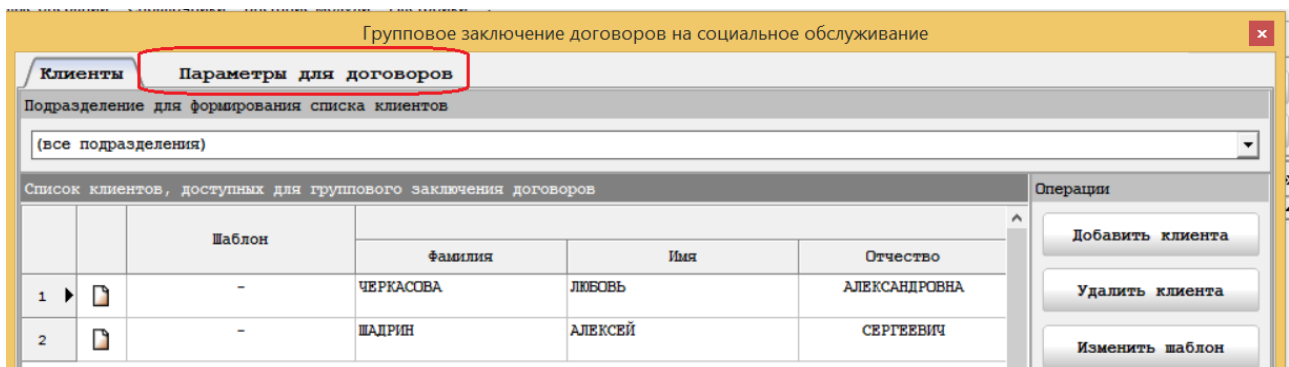 Групповое заключение договоров на социальное обслуживание
Клиенты Параметры для договоров
Подразделение для формирования списка клиентов
(все подразделения)
Список клиентов, доступных для группового заключения договоров Операции
Шаблон Добавить клиента
Фамилия Имя Отчество
1 - ЧЕРКАСОВА ЛЮБОВЬ АЛЕКСАНДРОВНА Удалить клиента
2 - ШАДРИН АЛЕКСЕЙ СЕРГЕЕВИЧ
Изменить шаблон